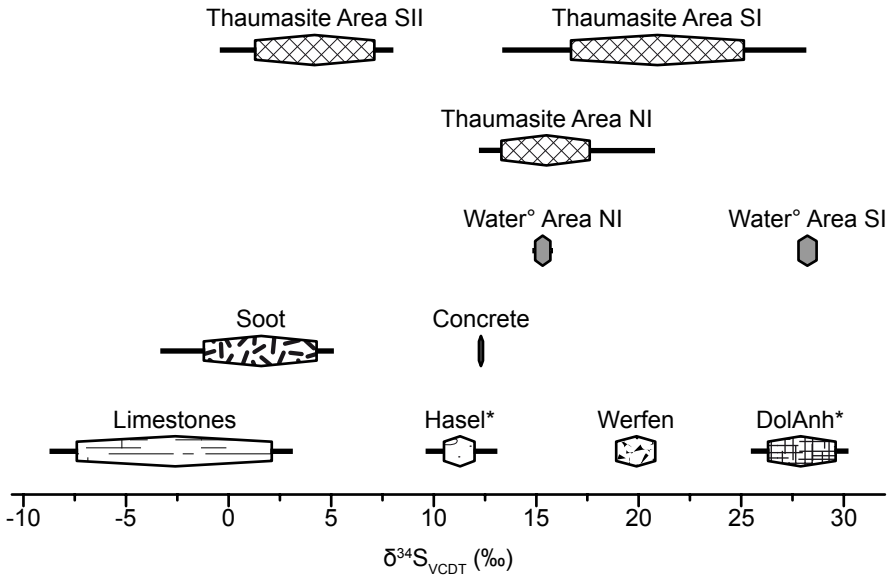 Thaumasite Area SII Thaumasite Area SI
Thaumasite Area NI
Water° Area NI Water° Area SI
Soot Concrete
Limestones Hasel* Werfen DolAnh*
-10 -5 0 5 10 15 20 25 30
δ³⁴S_VCDT (‰)